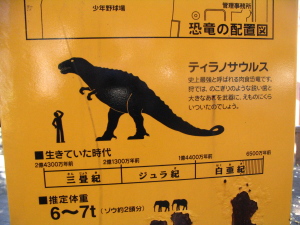 少年野球場
管理事務所
恐竜の配置図
ティラノサウルス
史上最強と呼ばれる肉食恐竜です。
狩では、のこぎりのような鋭い歯と
大きなあぎとを武器に、えものにくら
いついたのでしょう。
■生きていた時代
2億4300万年前 2億1300万年前 1億4400万年前 6500万年前
三畳紀 ジュラ紀 白亜紀
■推定体重
6〜7t (ゾウ約2頭分)